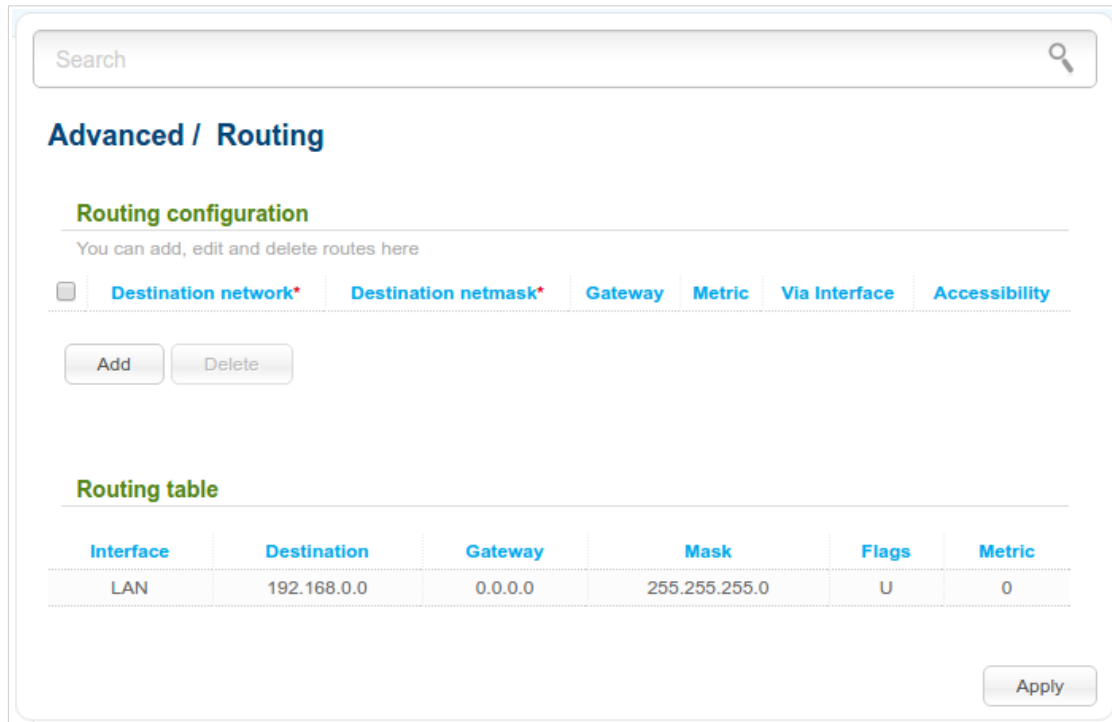 Search
Advanced / Routing
Routing configuration
You can add, edit and delete routes here
Destination network* Destination netmask* Gateway Metric Via Interface Accessibility
Add Delete
Routing table
Interface Destination Gateway Mask Flags Metric
LAN 192.168.0.0 0.0.0.0 255.255.255.0 U 0
Apply